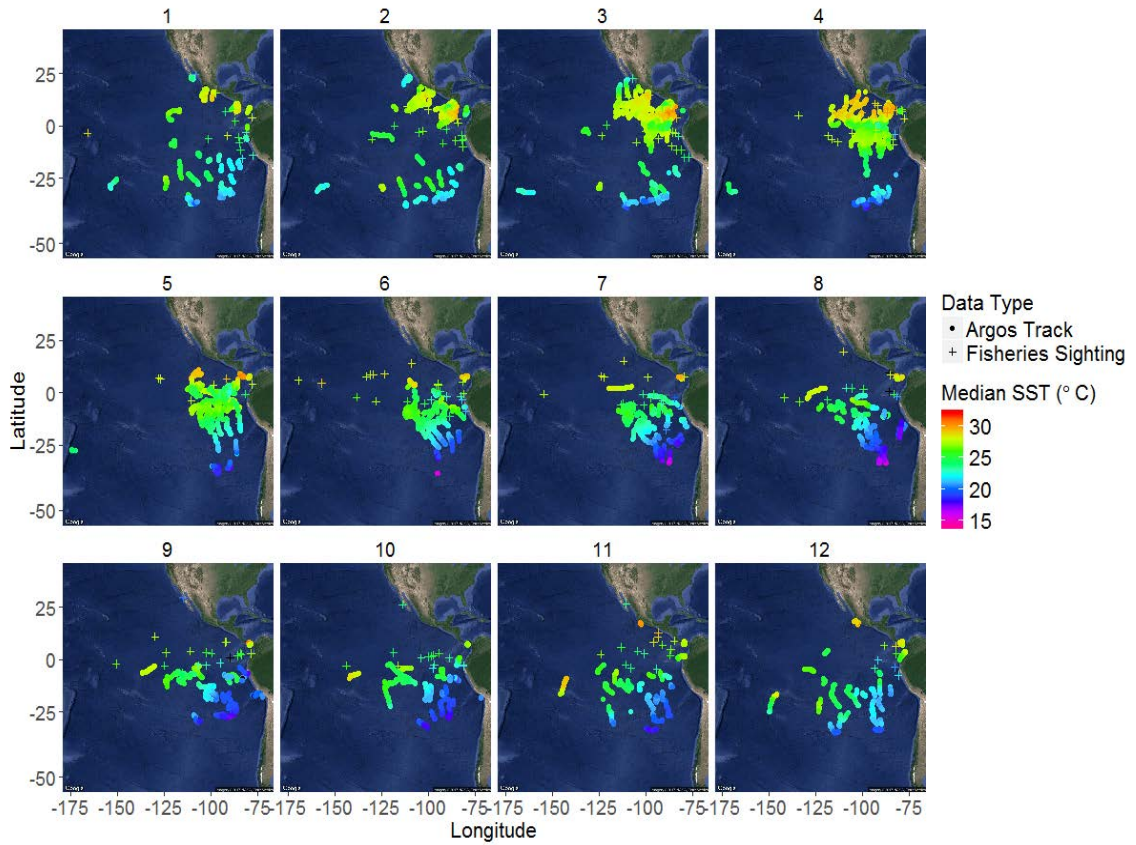 1 2 3 4
25
0
-25
-50
5 6 7 8
25
0
-25
-50
Latitude
Data Type
Argos Track
Fisheries Sighting
Median SST (° C)
30
25
20
15
9 10 11 12
25
0
-25
-50
-175 -150 -125 -100 -75 -175 -150 -125 -100 -75 -175 -150 -125 -100 -75 -175 -150 -125 -100 -75
Longitude